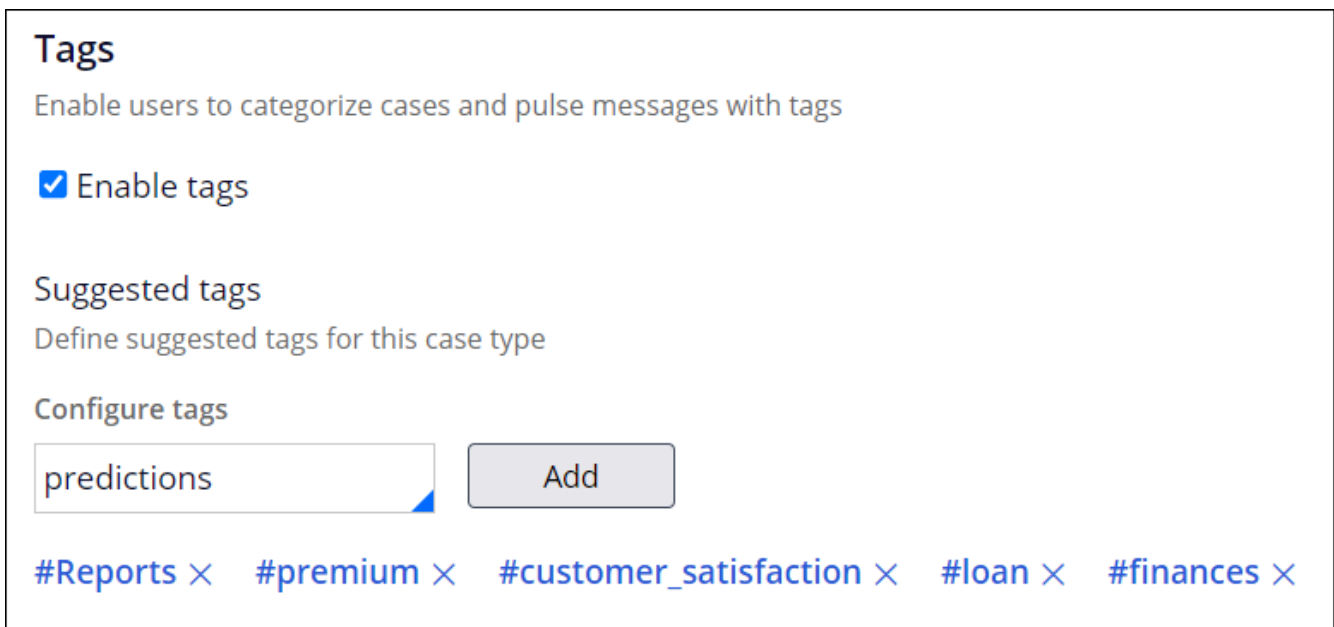 Tags
Enable users to categorize cases and pulse messages with tags
Enable tags
Suggested tags
Define suggested tags for this case type
Configure tags
predictions Add
#Reports × #premium × #customer_satisfaction × #loan × #finances ×